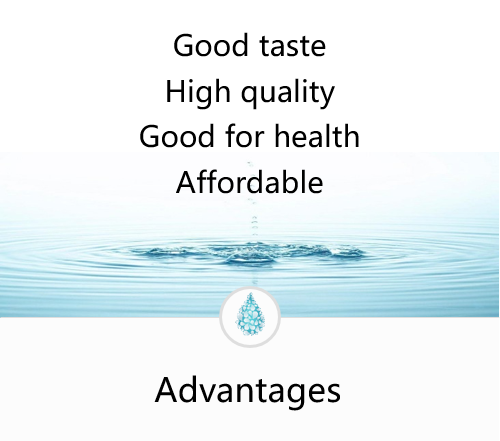 Good taste
High quality
Good for health
Affordable
Advantages